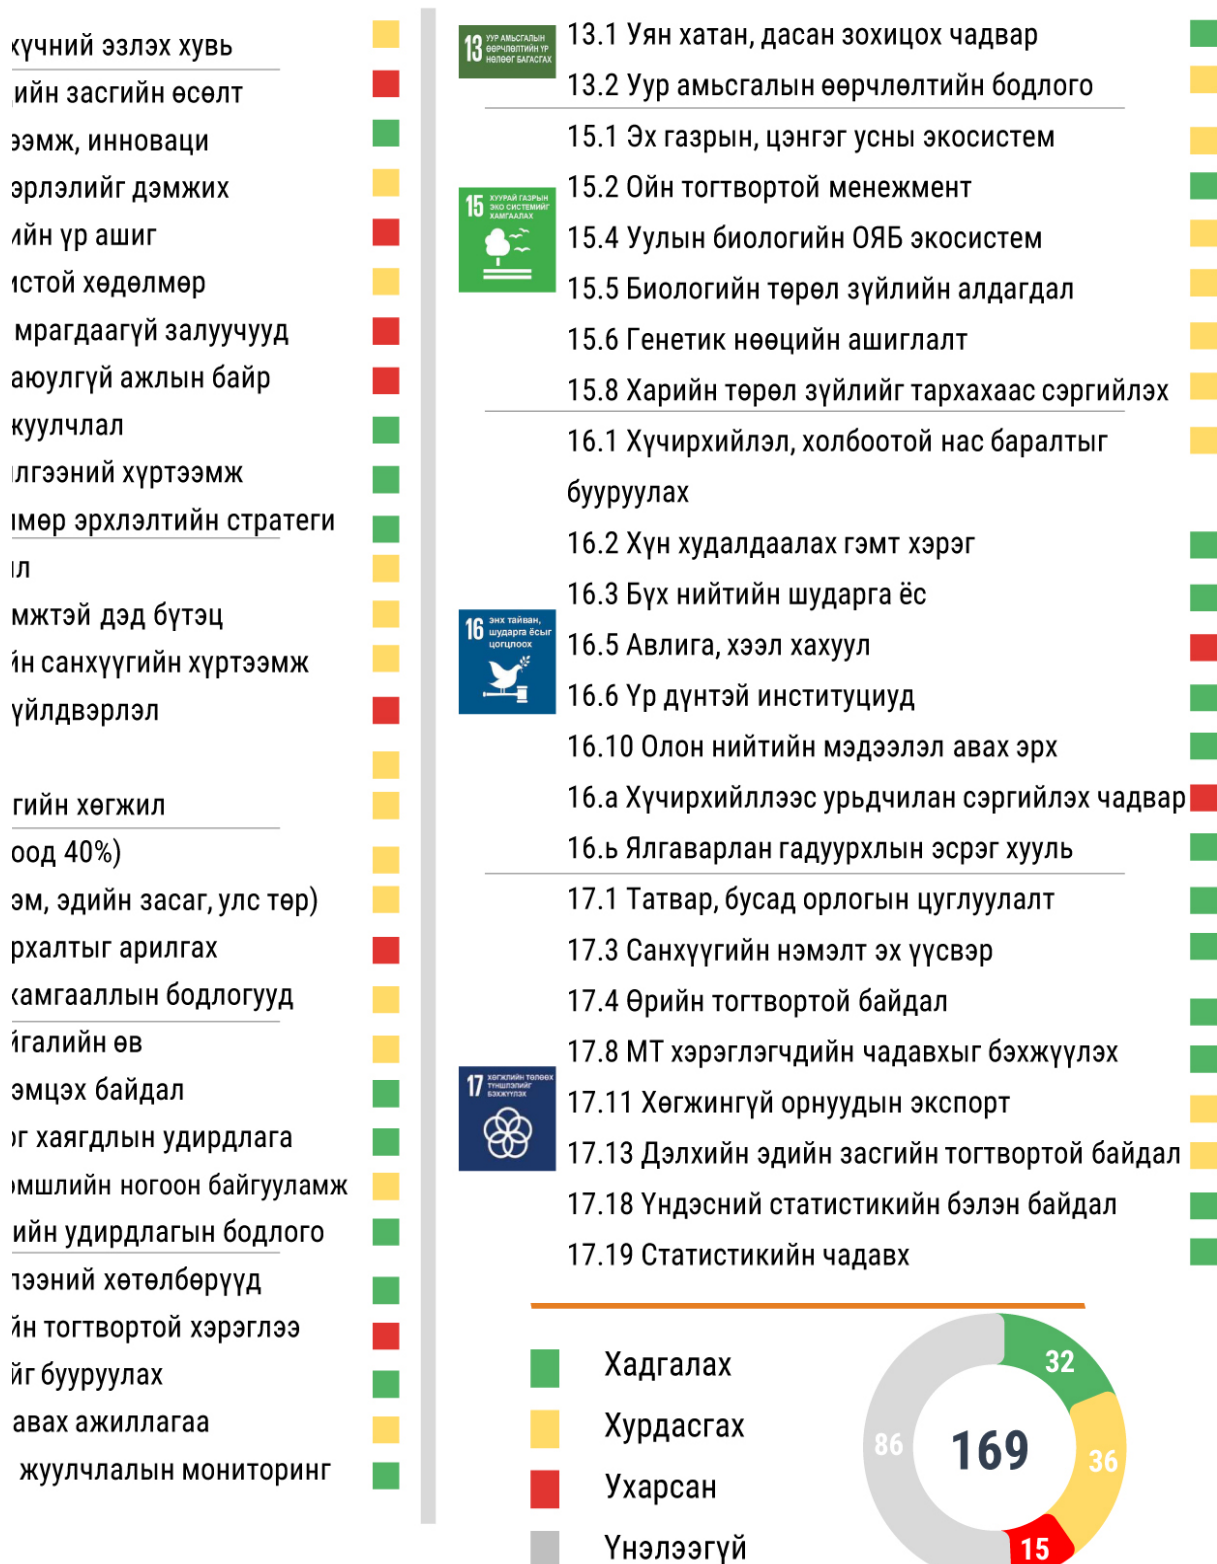 хүчний эзлэх хувь
ийн засгийн өсөлт
ээмж, инноваци
эрлэлийг дэмжих
ийн үр ашиг
истой хөдөлмөр
мрагдаагүй залуучууд
аюулгүй ажлын байр
жуулчлал
лгээний хүртээмж
мөр эрхлэлтийн стратеги
л
мжтэй дэд бүтэц
йн санхүүгийн хүртээмж
үйлдвэрлэл
гийн хөгжил
оод 40%)
эм, эдийн засаг, улс төр)
рхалтыг арилгах
хамгааллын бодлогууд
йгалийн өв
эмцэх байдал
ог хаягдлын удирдлага
омшлийн ногоон байгууламж
ийн удирдлагын бодлого
лээний хөтөлбөрүүд
йн тогтвортой хэрэглээ
йг бууруулах
авах ажиллагаа
жуулчлалын мониторинг
13 УУР АМЬСГАЛЫН
ӨӨРЧЛӨЛТИЙН ҮР
НӨЛӨӨГ БАГАСГАХ
13.1 Уян хатан, дасан зохицох чадвар
13.2 Уур амьсгалын өөрчлөлтийн бодлого
15 ХУУРАЙ ГАЗРЫН
ЭКО СИСТЕМИЙГ
ХАМГААЛАХ
15.1 Эх газрын, цэнгэг усны экосистем
15.2 Ойн тогтвортой менежмент
15.4 Уулын биологийн ОЯБ экосистем
15.5 Биологийн төрөл зүйлийн алдагдал
15.6 Генетик нөөцийн ашиглалт
15.8 Харийн төрөл зүйлийг тархахаас сэргийлэх
16 энх тайван,
шударга ёсыг
цогцлоох
16.1 Хүчирхийлэл, холбоотой нас баралтыг
бууруулах
16.2 Хүн худалдаалах гэмт хэрэг
16.3 Бүх нийтийн шударга ёс
16.5 Авлига, хээл хахуул
16.6 Үр дүнтэй институциуд
16.10 Олон нийтийн мэдээлэл авах эрх
16.а Хүчирхийллээс урьдчилан сэргийлэх чадвар
16.ь Ялгаварлан гадуурхлын эсрэг хууль
17 ХӨГЖЛИЙН ТӨЛӨӨХ
ТҮНШЛЭЛИЙГ
БЭХЖҮҮЛЭХ
17.1 Татвар, бусад орлогын цуглуулалт
17.3 Санхүүгийн нэмэлт эх үүсвэр
17.4 Өрийн тогтвортой байдал
17.8 МТ хэрэглэгчдийн чадавхыг бэхжүүлэх
17.11 Хөгжингүй орнуудын экспорт
17.13 Дэлхийн эдийн засгийн тогтвортой байдал
17.18 Үндэсний статистикийн бэлэн байдал
17.19 Статистикийн чадавх
Хадгалах
Хурдасгах
Ухарсан
Үнэлээгүй
32
86
169
36
15